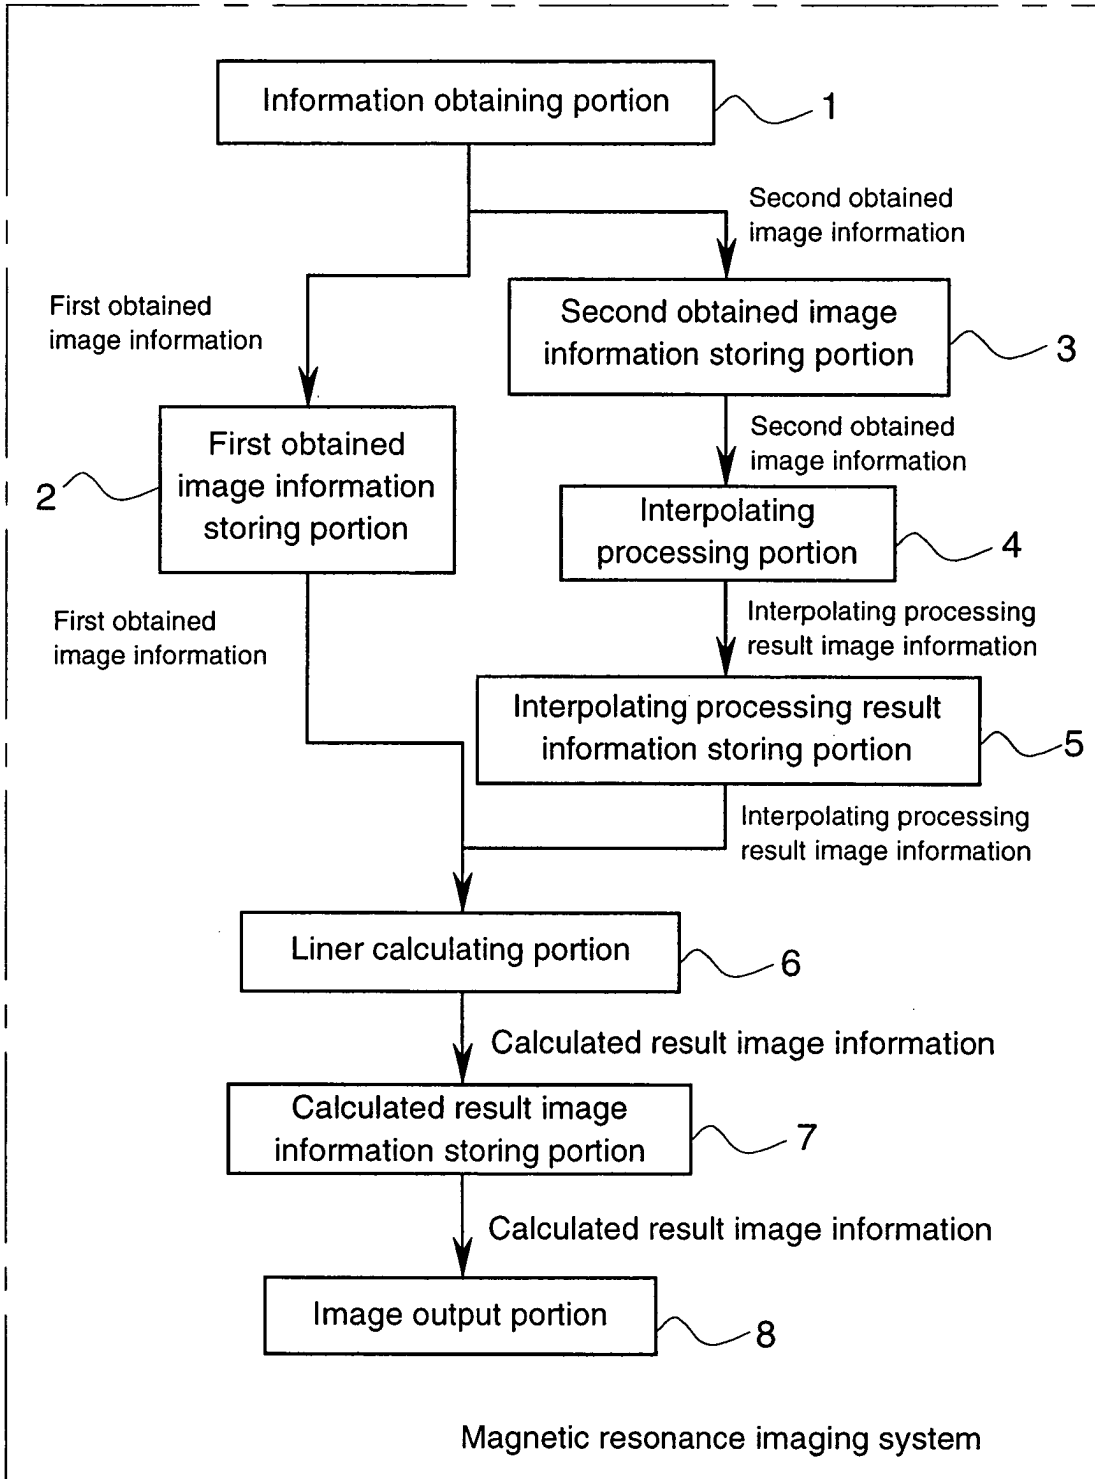 Information obtaining portion
1
Second obtained
image information
First obtained
image information
Second obtained image
information storing portion
3
First obtained
image information
storing portion
2
Second obtained
image information
Interpolating
processing portion
4
First obtained
image information
Interpolating processing
result image information
Interpolating processing result
information storing portion
5
Interpolating processing
result image information
Liner calculating portion
6
Calculated result image information
Calculated result image
information storing portion
7
Calculated result image information
Image output portion
8
Magnetic resonance imaging system